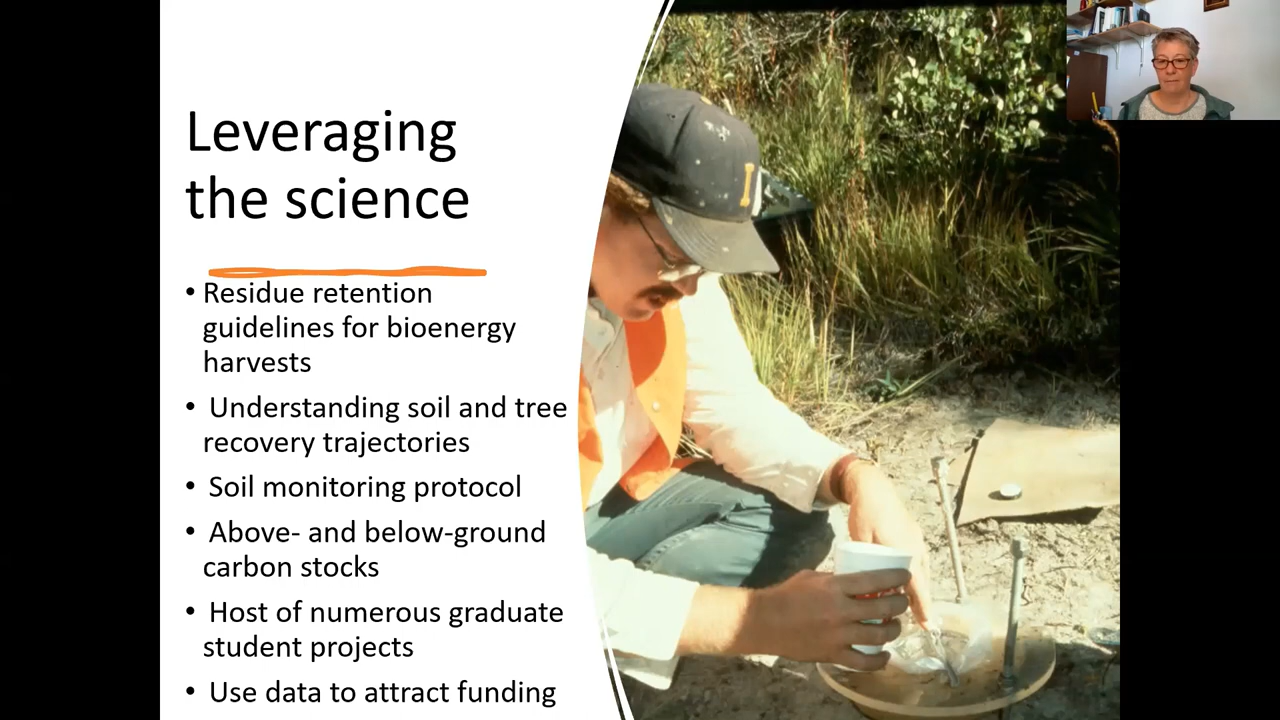 Leveraging
the science
• Residue retention
guidelines for bioenergy
harvests
• Understanding soil and tree
recovery trajectories
• Soil monitoring protocol
• Above- and below-ground
carbon stocks
• Host of numerous graduate
student projects
• Use data to attract funding
I